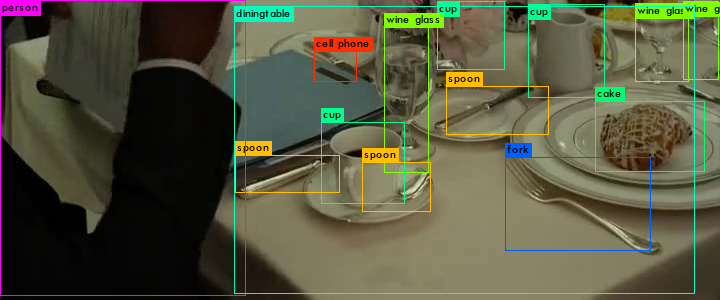 person
diningtable
cell phone
wine glass
cup
cup
wine glas
wine g
spoon
cake
cup
spoon
spoon
fork